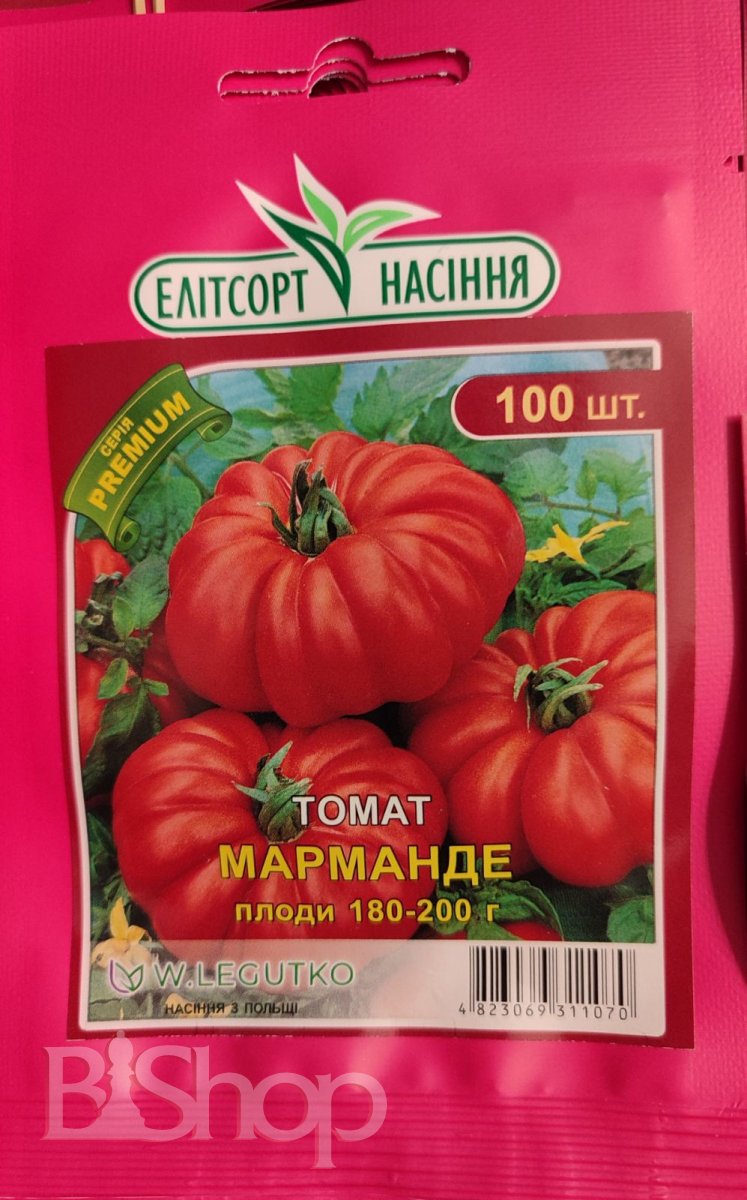 ЕЛІТСОРТ НАСІННЯ
100 шт.
СЕРІЯ
PREMIUM
ТОМАТ
МАРМАНДЕ
ПЛОДИ 180-200 г
W.LEGUTKO
НАСІННЯ З ПОЛЬЩІ
4 823069 311070
BiShop